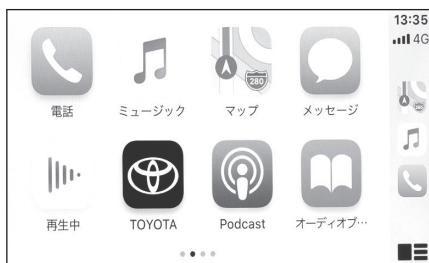 13:35
4G
電話
ミュージック
マップ
280
メッセージ
再生中
TOYOTA
Podcast
オーディオブ…